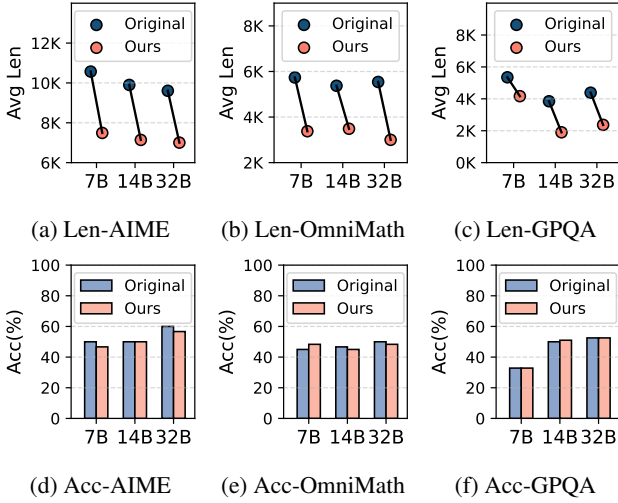 Avg Len
12K
10K
8K
6K
Original
Ours
7B 14B 32B
(a) Len-AIME
Avg Len
8K
6K
4K
2K
Original
Ours
7B 14B 32B
(b) Len-OmniMath
Avg Len
8K
6K
4K
2K
0K
Original
Ours
7B 14B 32B
(c) Len-GPQA
Acc(%)
100
80
60
40
20
0
Original
Ours
7B 14B 32B
(d) Acc-AIME
Acc(%)
100
80
60
40
20
0
Original
Ours
7B 14B 32B
(e) Acc-OmniMath
Acc(%)
100
80
60
40
20
0
Original
Ours
7B 14B 32B
(f) Acc-GPQA